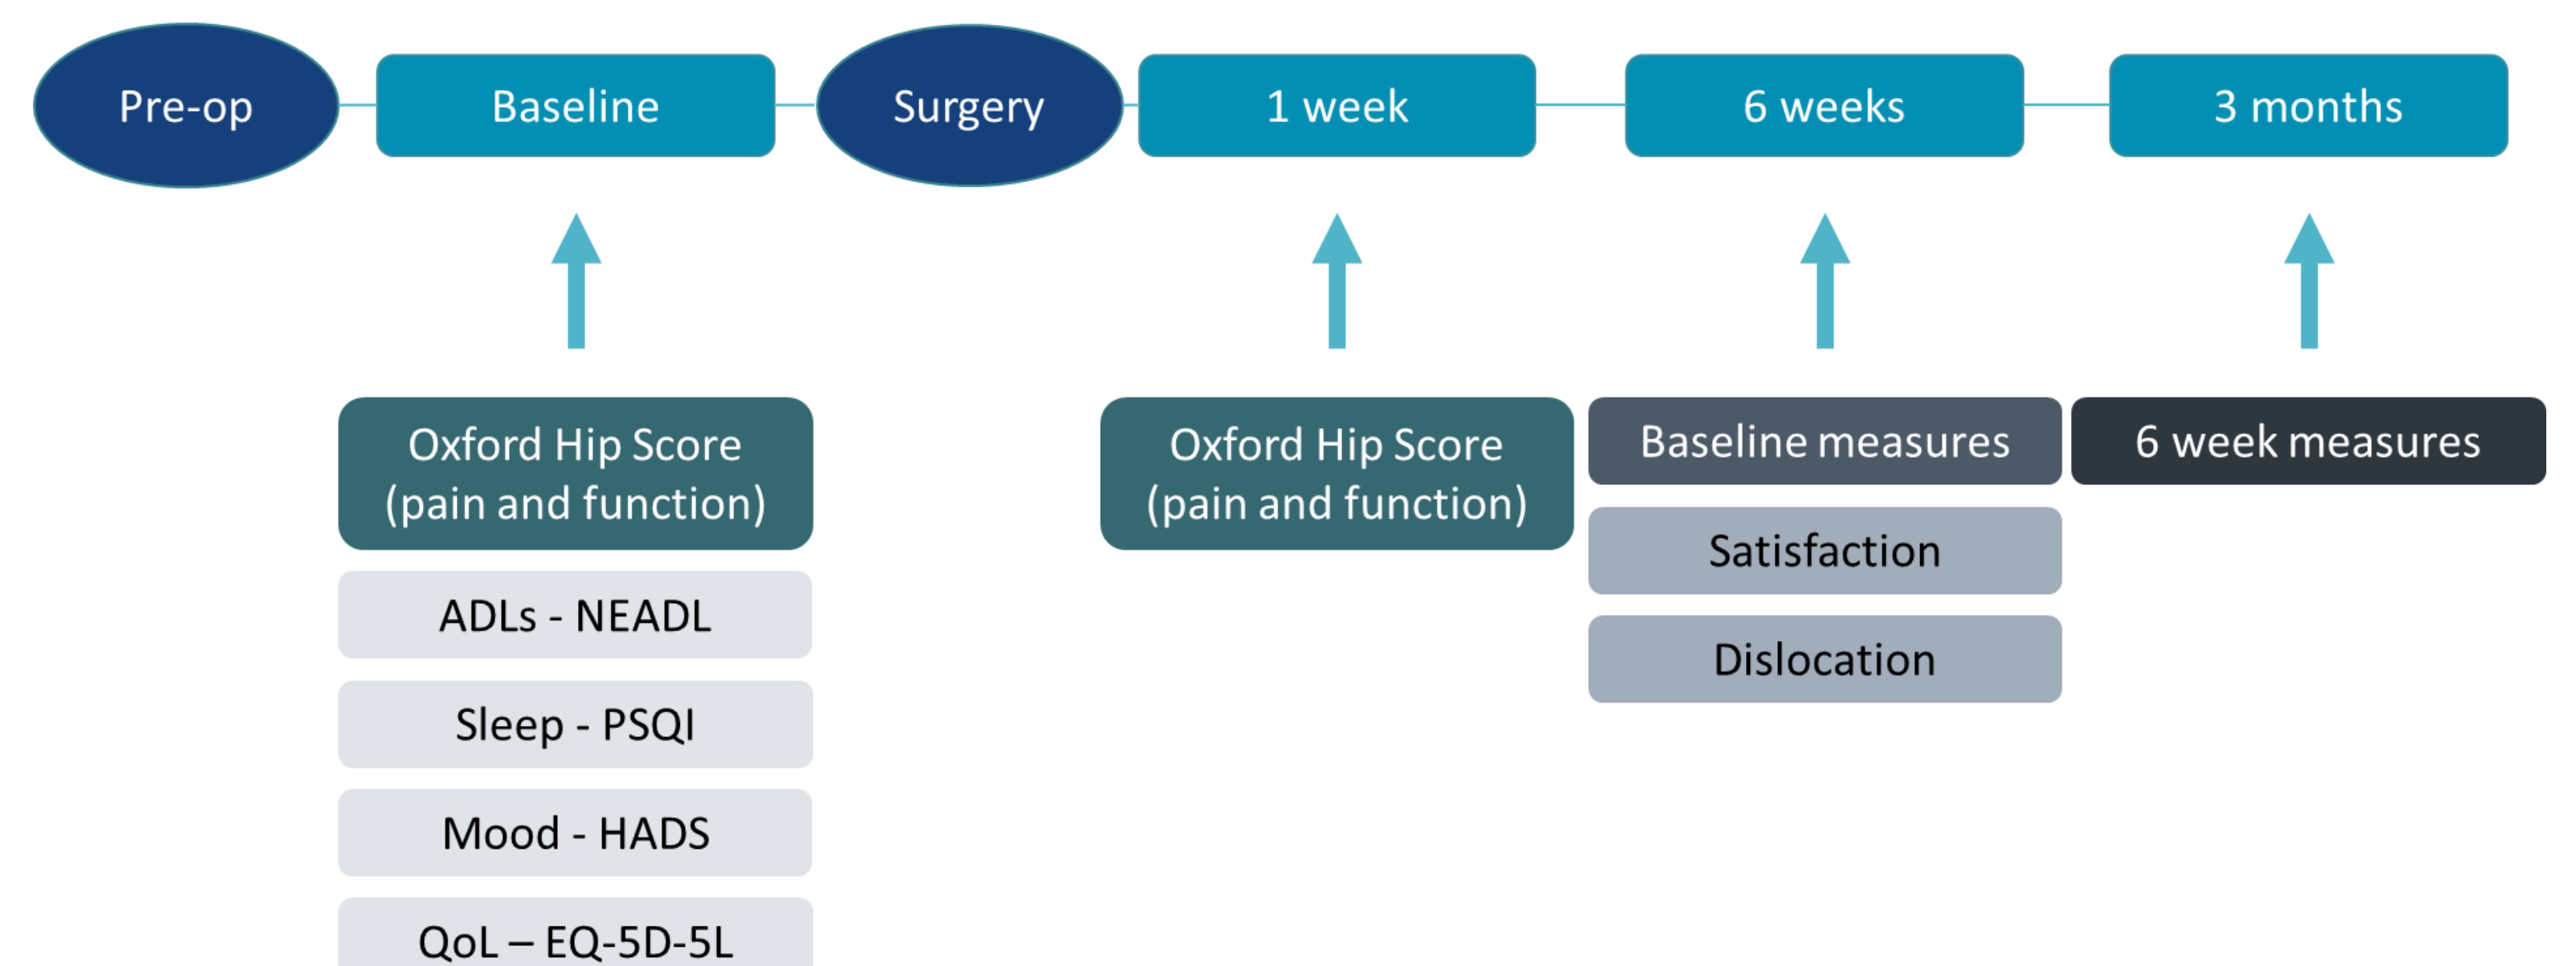 Pre-op
Baseline
Surgery
1 week
6 weeks
3 months
Oxford Hip Score
(pain and function)
ADLs - NEADL
Sleep - PSQI
Mood - HADS
QoL – EQ-5D-5L
Oxford Hip Score
(pain and function)
Baseline measures
Satisfaction
Dislocation
6 week measures